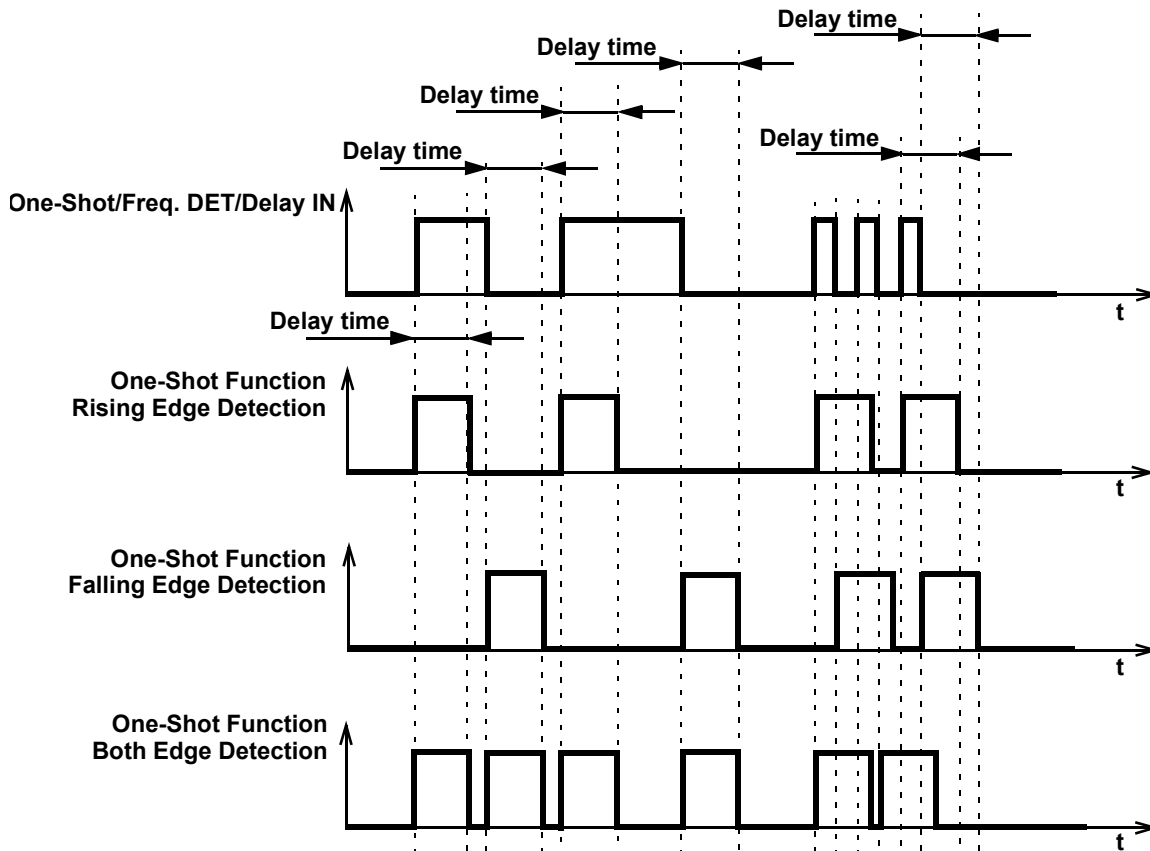 Delay time
Delay time
Delay time
Delay time
Delay time
One-Shot/Freq. DET/Delay IN
t
Delay time
One-Shot Function
Rising Edge Detection
t
One-Shot Function
Falling Edge Detection
t
One-Shot Function
Both Edge Detection
t